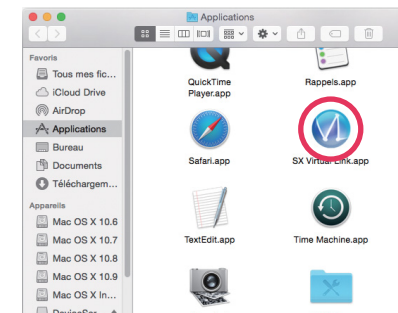 Applications
Favoris
Tous mes fic...
iCloud Drive
AirDrop
Applications
Bureau
Documents
Téléchargem...
Appareils
Mac OS X 10.6
Mac OS X 10.7
Mac OS X 10.8
Mac OS X 10.9
Mac OS X In...
QuickTime
Player.app
Rappels.app
Safari.app
SX Virtual Link.app
TextEdit.app
Time Machine.app